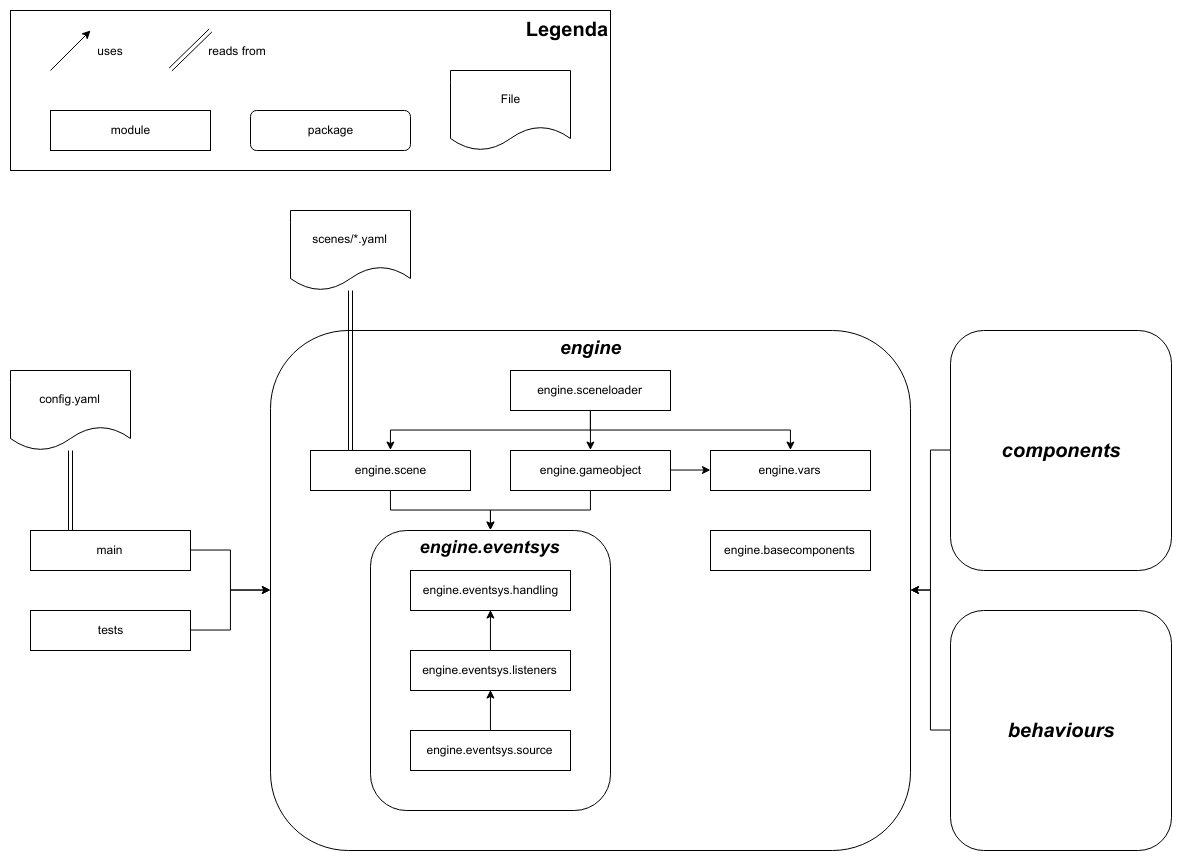 Legenda
uses
reads from
File
module
package
scenes/*.yaml
engine
config.yaml
engine.sceneloader
engine.scene
engine.gameobject
engine.vars
components
main
engine.eventsys
engine.basecomponents
engine.eventsys.handling
tests
engine.eventsys.listeners
behaviours
engine.eventsys.source